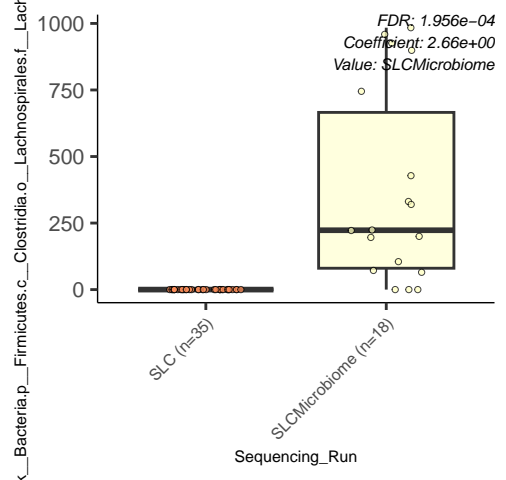 FDR: 1.956e−04
Coefficient: 2.66e+00
Value: SLCMicrobiome
1000
750
500
250
0
k__Bacteria.p__Firmicutes.c__Clostridia.o__Lachnospirales.f__Lach
SLC (n=35)
SLCMicrobiome (n=18)
Sequencing_Run